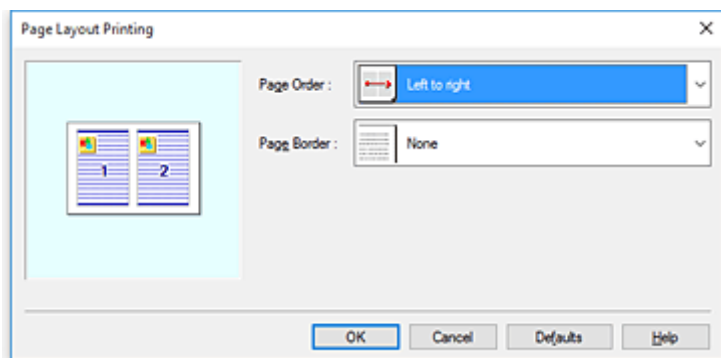 Page Layout Printing
Page Order : Left to right
1 2
Page Border : None
OK Cancel Defaults Help